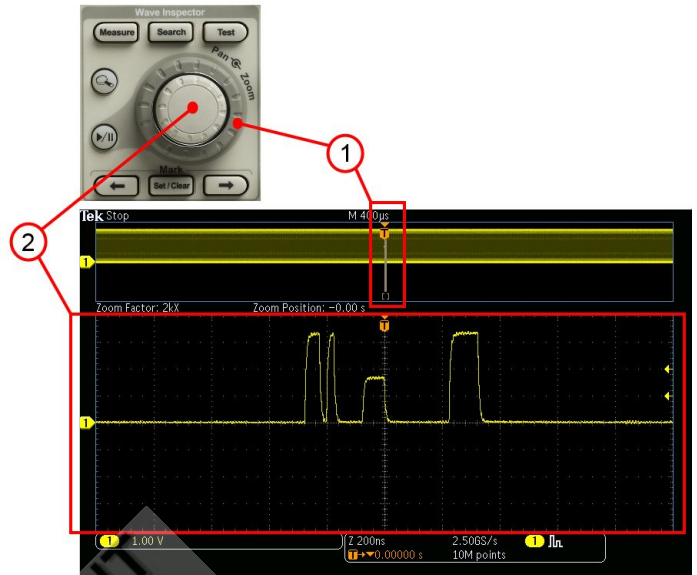 Wave Inspector
Measure Search Test
Pan Zoom
Mark
Set / Clear
1
2
Tek Stop
M 400µs
T
1
Zoom Factor: 2kX
Zoom Position: -0.00 s
T
1
1 1.00 V
Z 200ns
2.50GS/s
1
T→▼0.00000 s
10M points